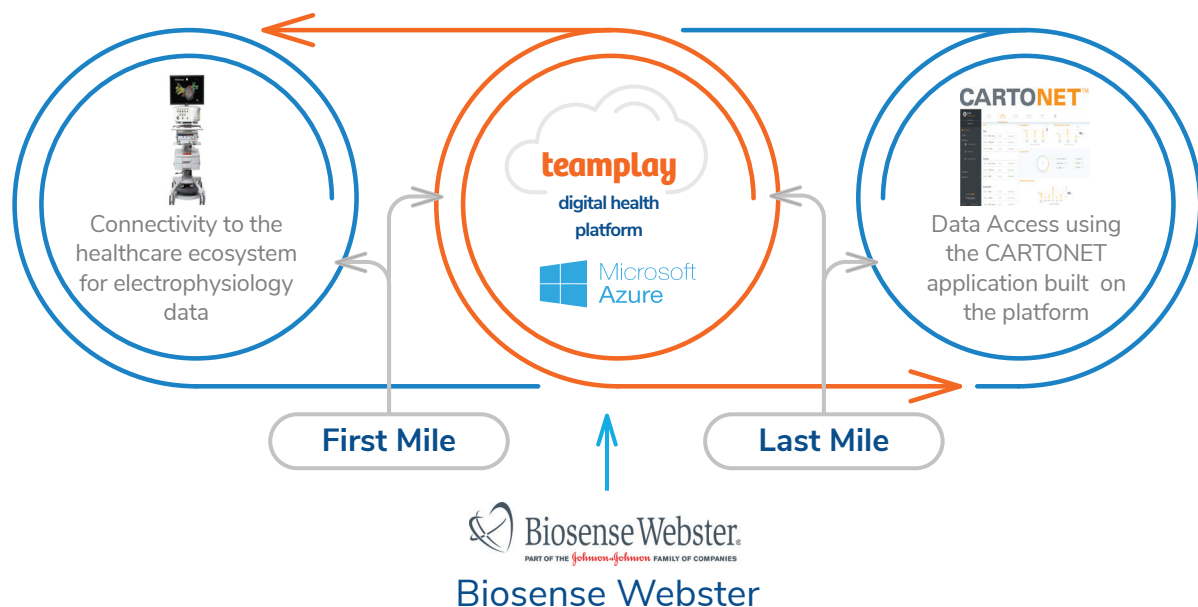 Connectivity to the
healthcare ecosystem
for electrophysiology
data
teamplay
digital health
platform
Microsoft
Azure
CARTONET™
Data Access using
the CARTONET
application built on
the platform
First Mile
Last Mile
Biosense Webster®
PART OF THE Johnson & Johnson FAMILY OF COMPANIES
Biosense Webster